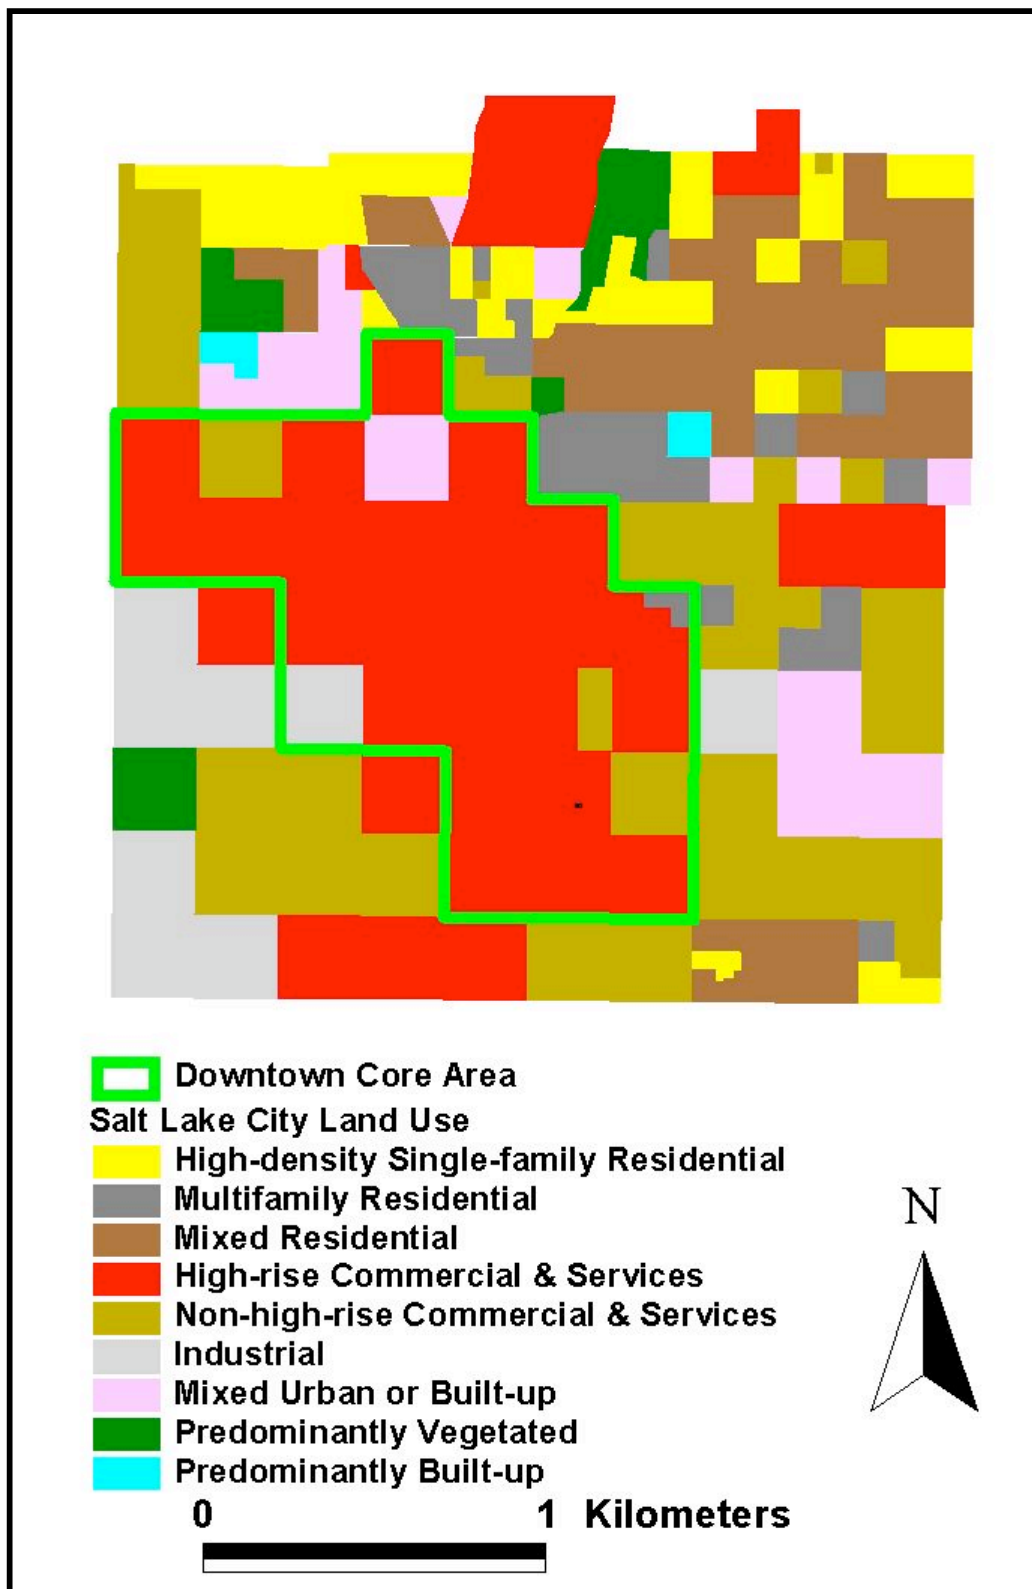 Downtown Core Area
Salt Lake City Land Use
High-density Single-family Residential
Multifamily Residential
Mixed Residential
High-rise Commercial & Services
Non-high-rise Commercial & Services
Industrial
Mixed Urban or Built-up
Predominantly Vegetated
Predominantly Built-up
N
0 1 Kilometers